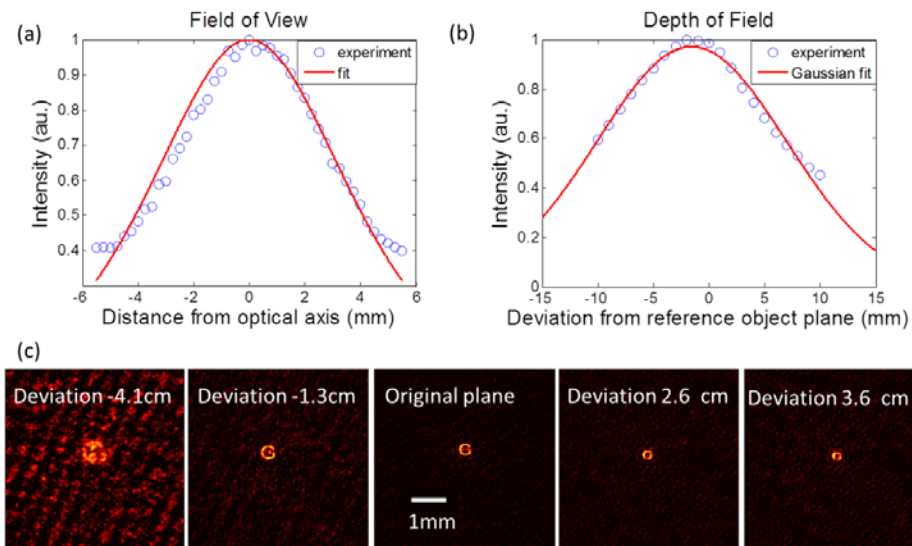 Field of View
(a)
experiment
fit
1
0.9
0.8
0.7
0.6
0.5
0.4
Intensity (au.)
-6 -4 -2 0 2 4 6
Distance from optical axis (mm)
Depth of Field
(b)
experiment
Gaussian fit
1
0.8
0.6
0.4
0.2
0
Intensity (au.)
-15 -10 -5 0 5 10 15
Deviation from reference object plane (mm)
(c)
Deviation -4.1cm
Deviation -1.3cm
G
Original plane
G
1mm
Deviation 2.6 cm
Deviation 3.6 cm